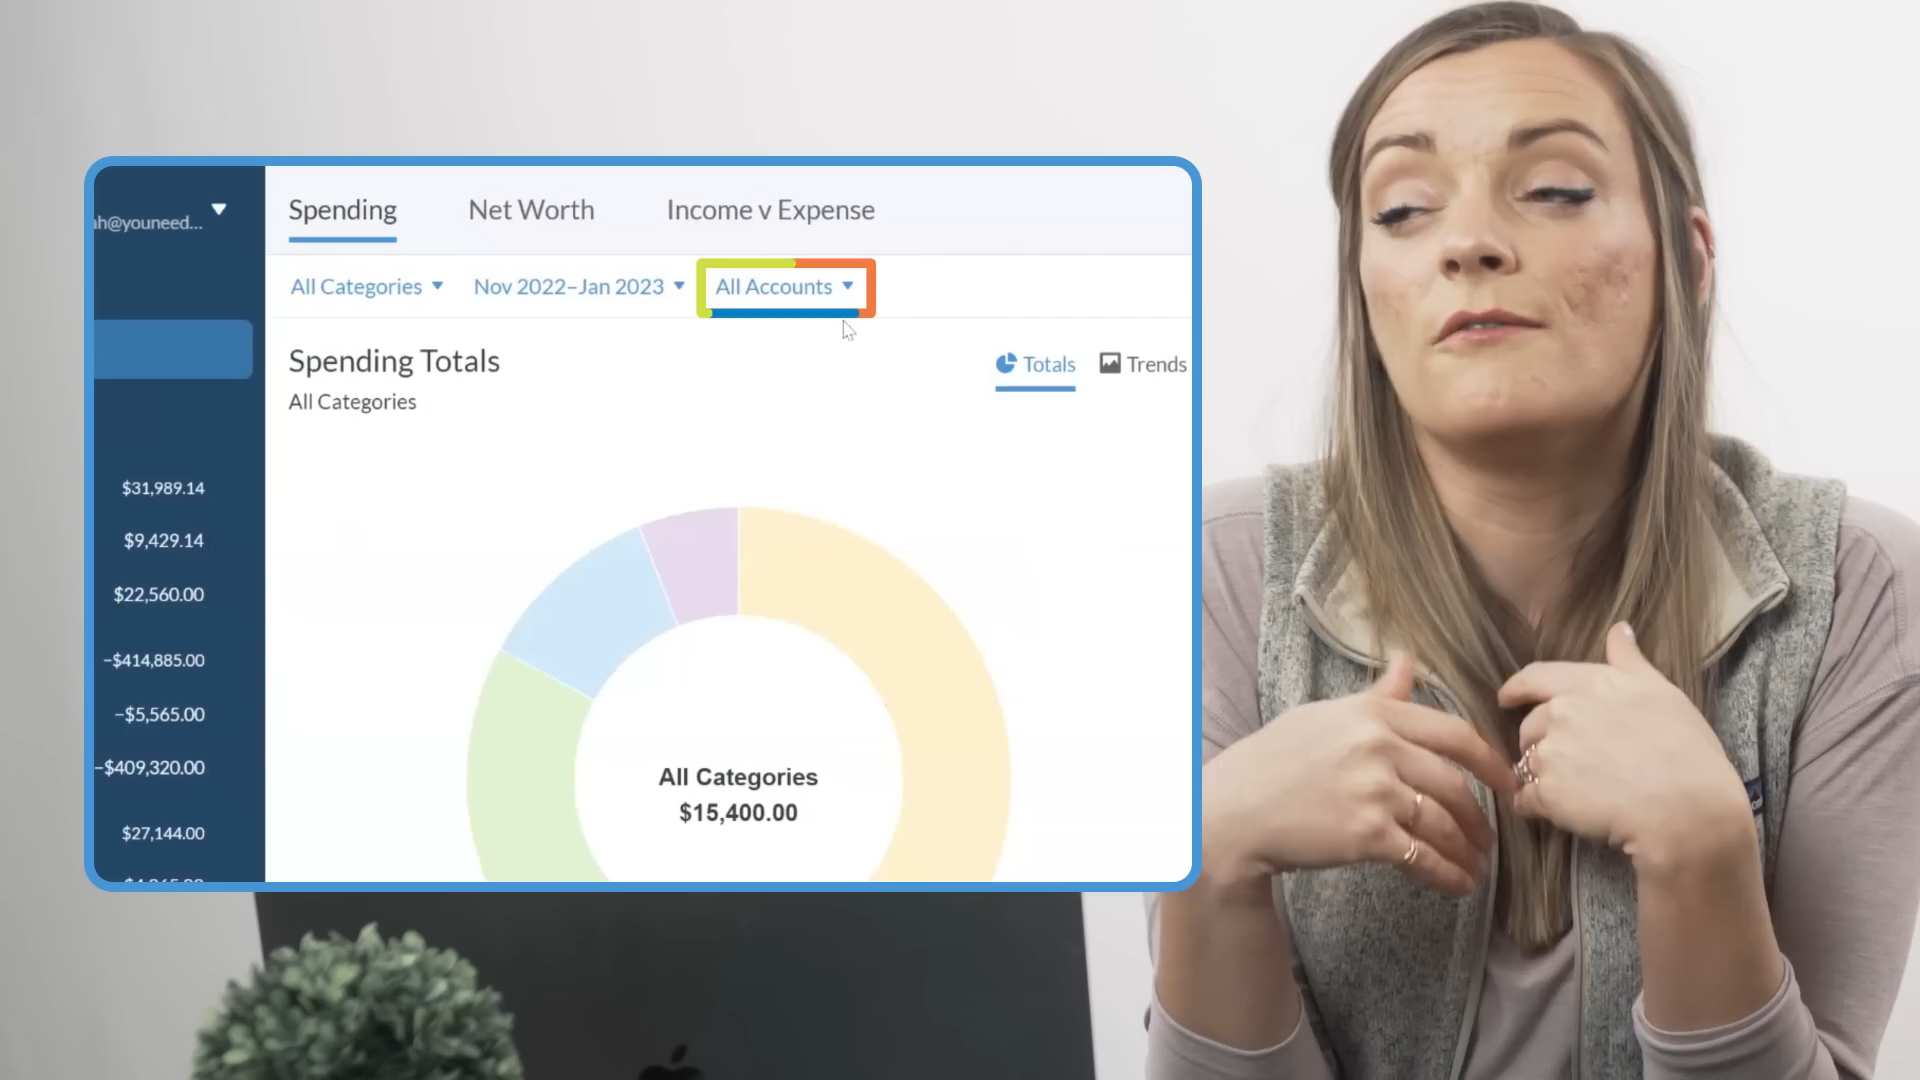 ah@youneed...
Spending
Net Worth
Income v Expense
All Categories
Nov 2022–Jan 2023
All Accounts
Spending Totals
All Categories
Totals
Trends
$31,989.14
$9,429.14
$22,560.00
–$414,885.00
–$5,565.00
–$409,320.00
$27,144.00
All Categories
$15,400.00